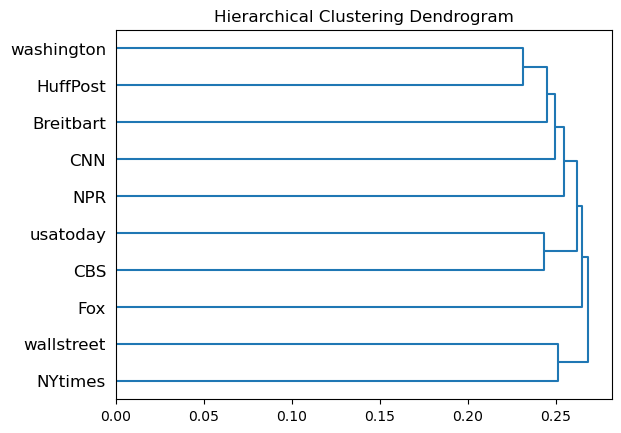 Hierarchical Clustering Dendrogram
washington
HuffPost
Breitbart
CNN
NPR
usatoday
CBS
Fox
wallstreet
NYtimes
0.00 0.05 0.10 0.15 0.20 0.25